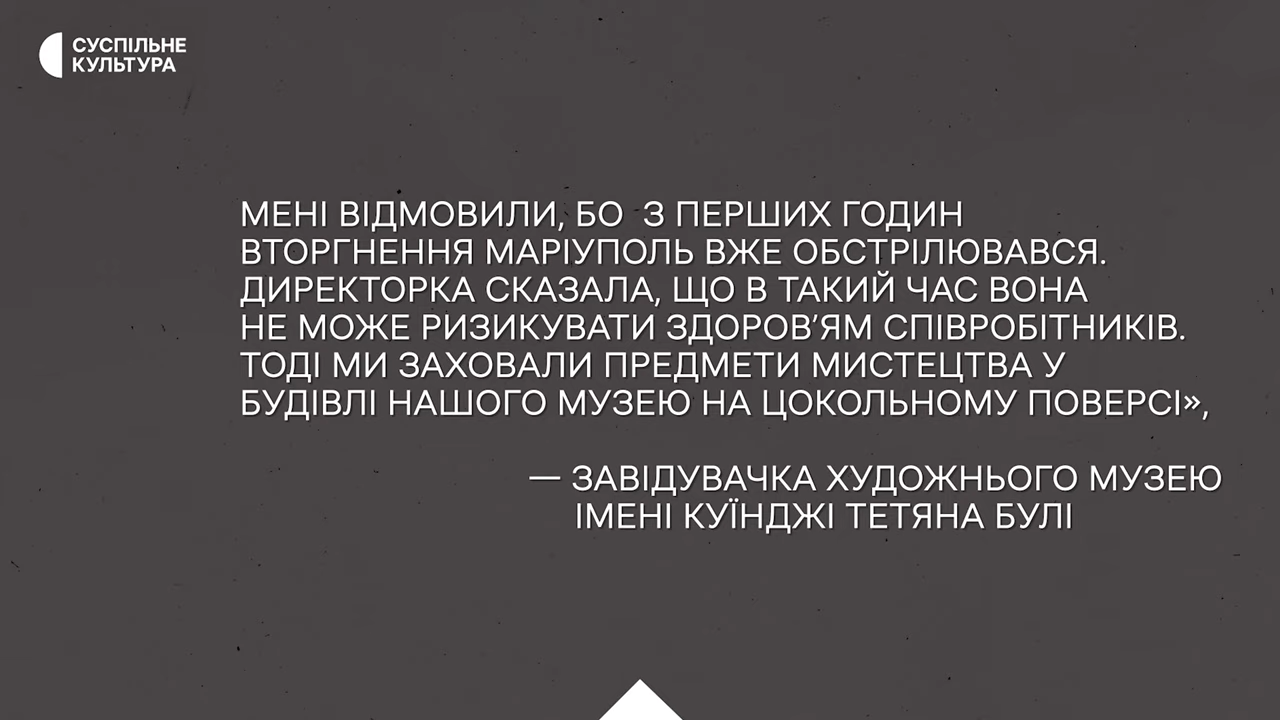 СУСПІЛЬНЕ
КУЛЬТУРА
МЕНІ ВІДМОВИЛИ, БО  З ПЕРШИХ ГОДИН
ВТОРГНЕННЯ МАРІУПОЛЬ ВЖЕ ОБСТРІЛЮВАВСЯ.
ДИРЕКТОРКА СКАЗАЛА, ЩО В ТАКИЙ ЧАС ВОНА
НЕ МОЖЕ РИЗИКУВАТИ ЗДОРОВ’ЯМ СПІВРОБІТНИКІВ.
ТОДІ МИ ЗАХОВАЛИ ПРЕДМЕТИ МИСТЕЦТВА У
БУДІВЛІ НАШОГО МУЗЕЮ НА ЦОКОЛЬНОМУ ПОВЕРСІ»,
— ЗАВІДУВАЧКА ХУДОЖНЬОГО МУЗЕЮ
ІМЕНІ КУЇНДЖІ ТЕТЯНА БУЛІ